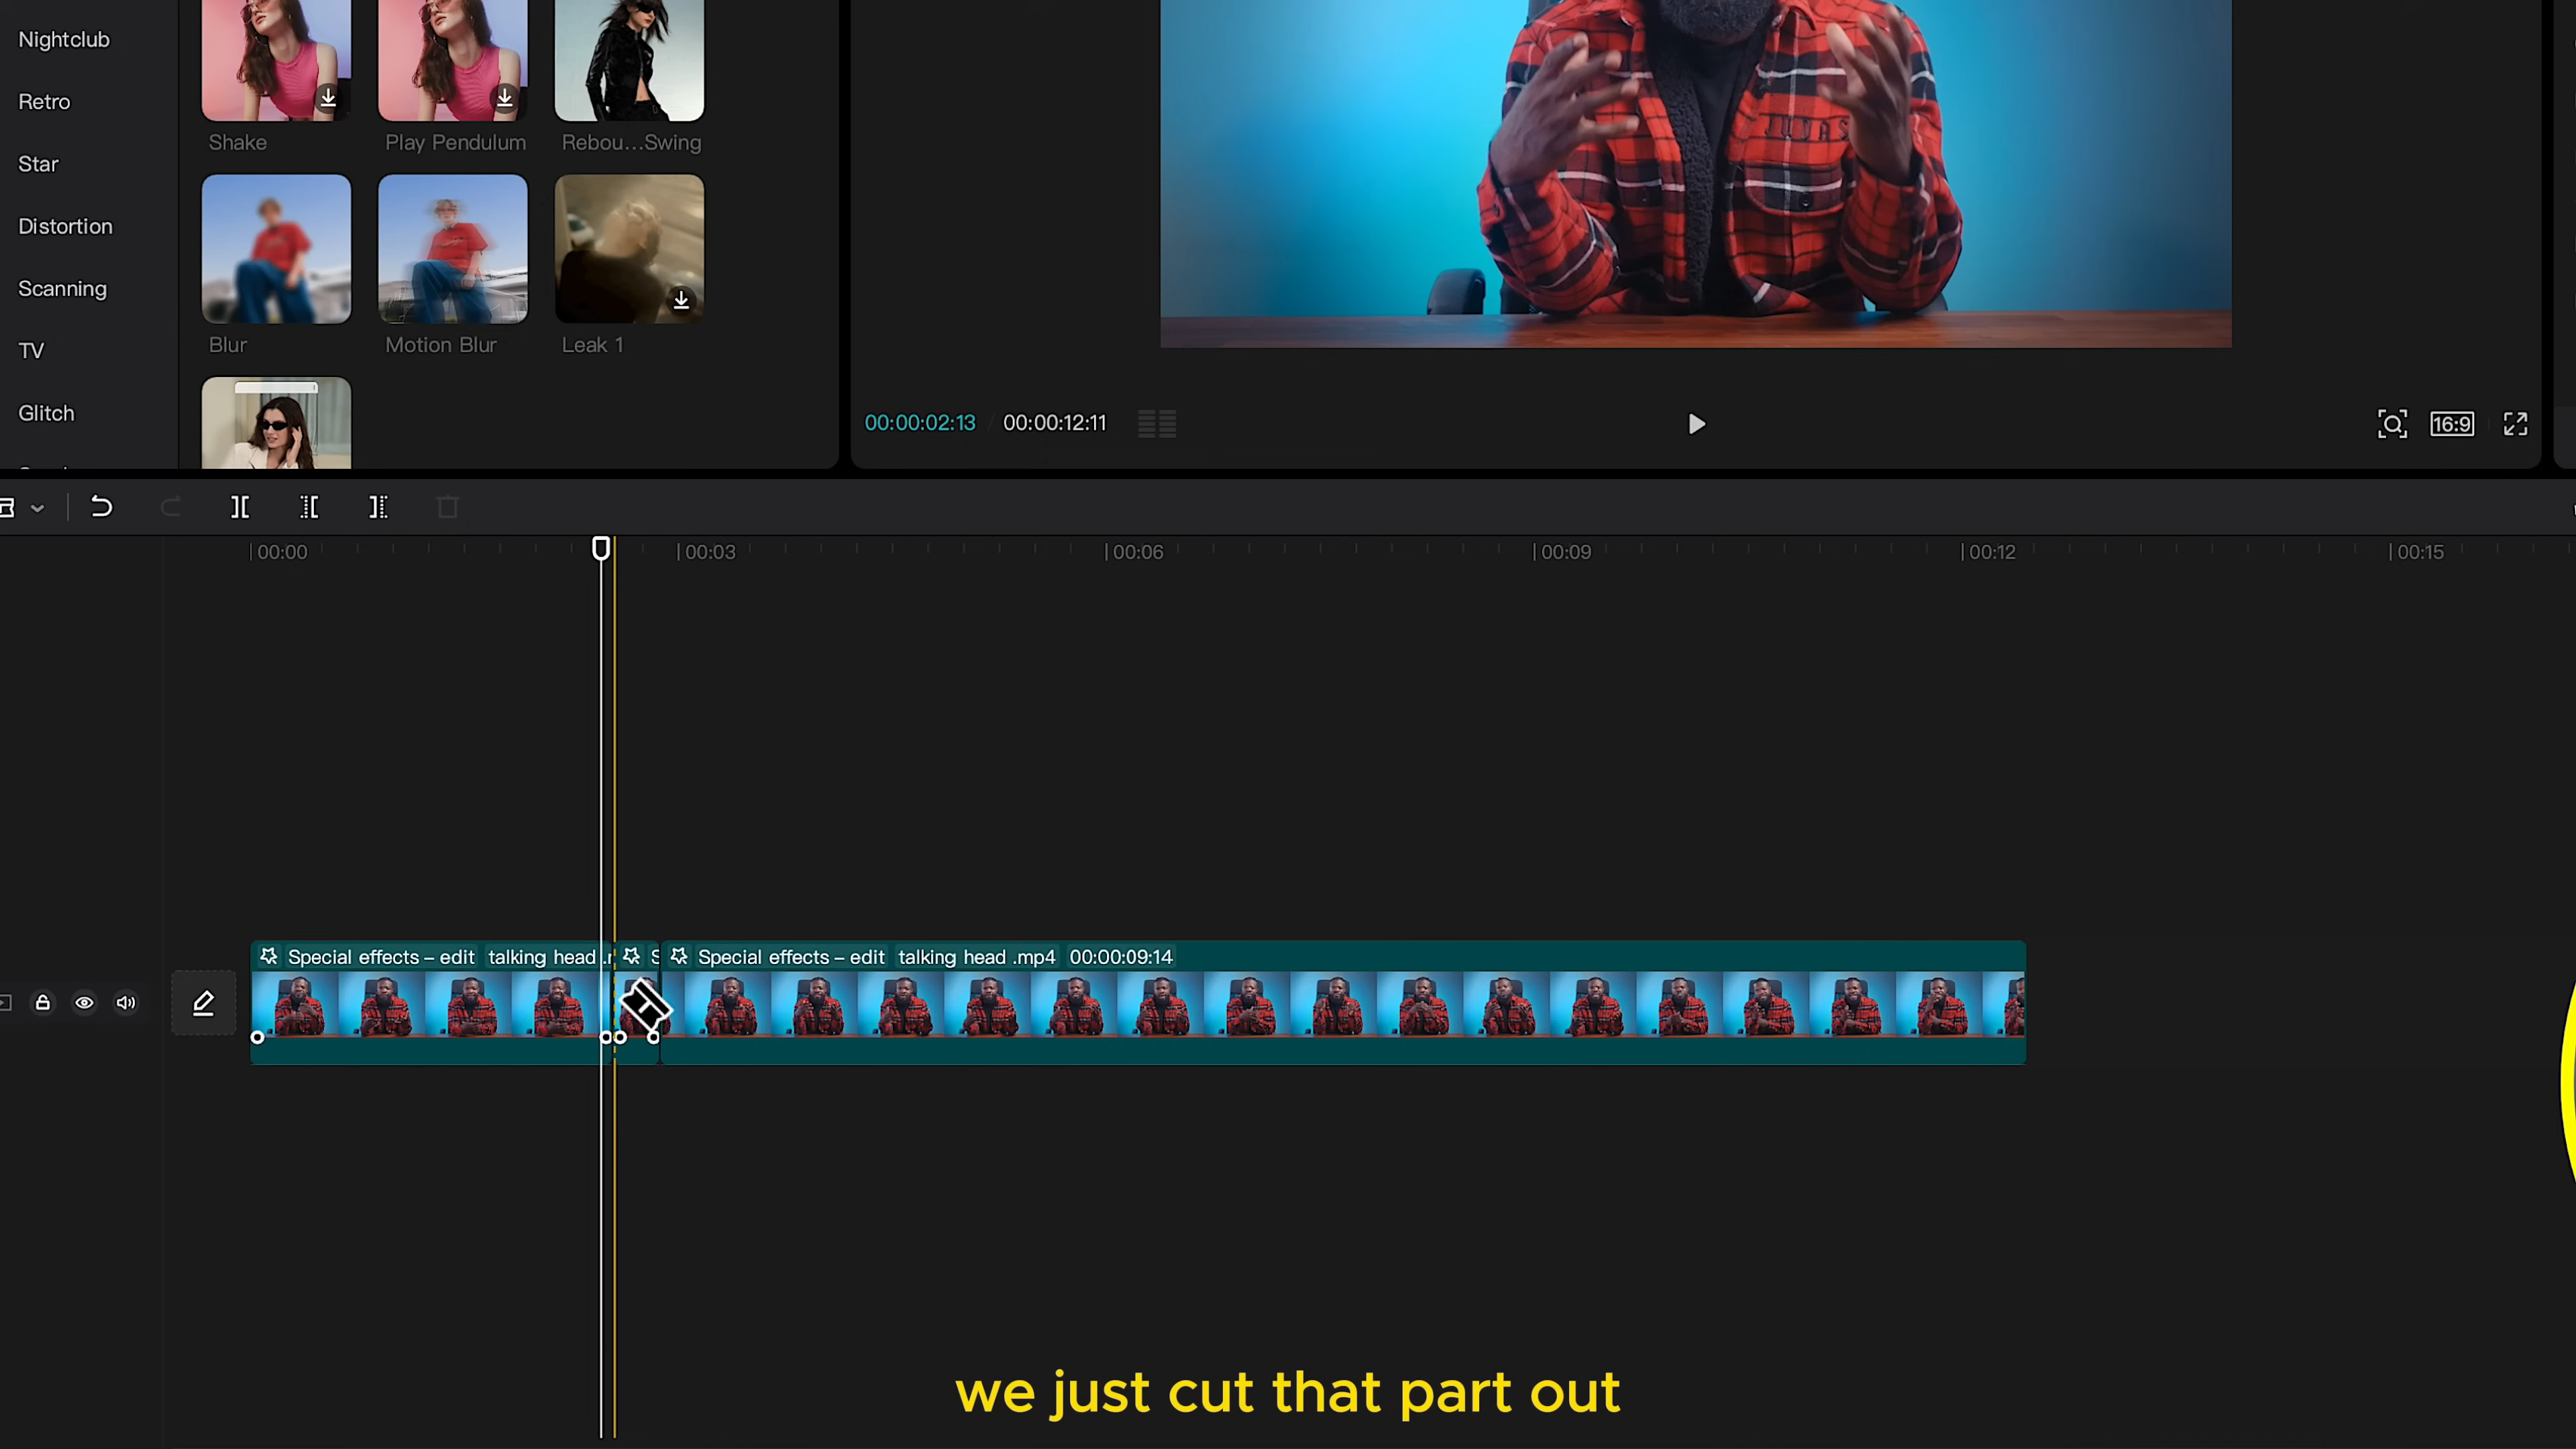 Nightclub
Retro
Star
Distortion
Scanning
TV
Glitch
Shake
Play Pendulum
Rebou...Swing
Blur
Motion Blur
Leak 1
00:00:02:13 / 00:00:12:11
16:9
00:00
00:03
00:06
00:09
00:12
00:15
Special effects – edit talking head .
Special effects – edit talking head .mp4 00:00:09:14
we just cut that part out